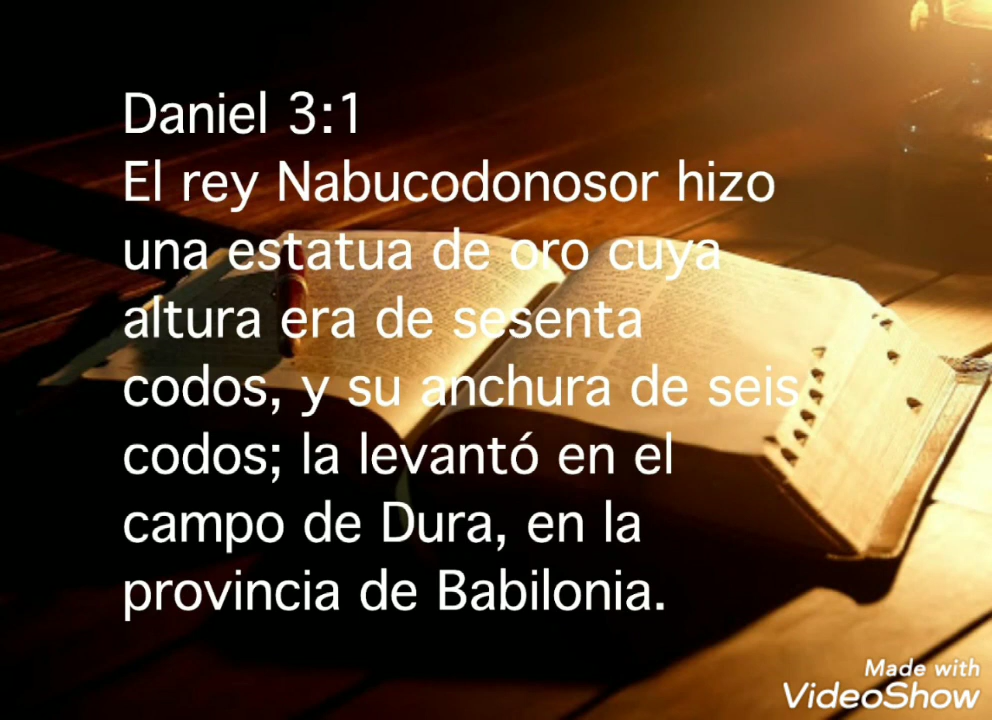 Daniel 3:1
El rey Nabucodonosor hizo
una estatua de oro cuya
altura era de sesenta
codos, y su anchura de seis
codos; la levantó en el
campo de Dura, en la
provincia de Babilonia.
Made with
VideoShow